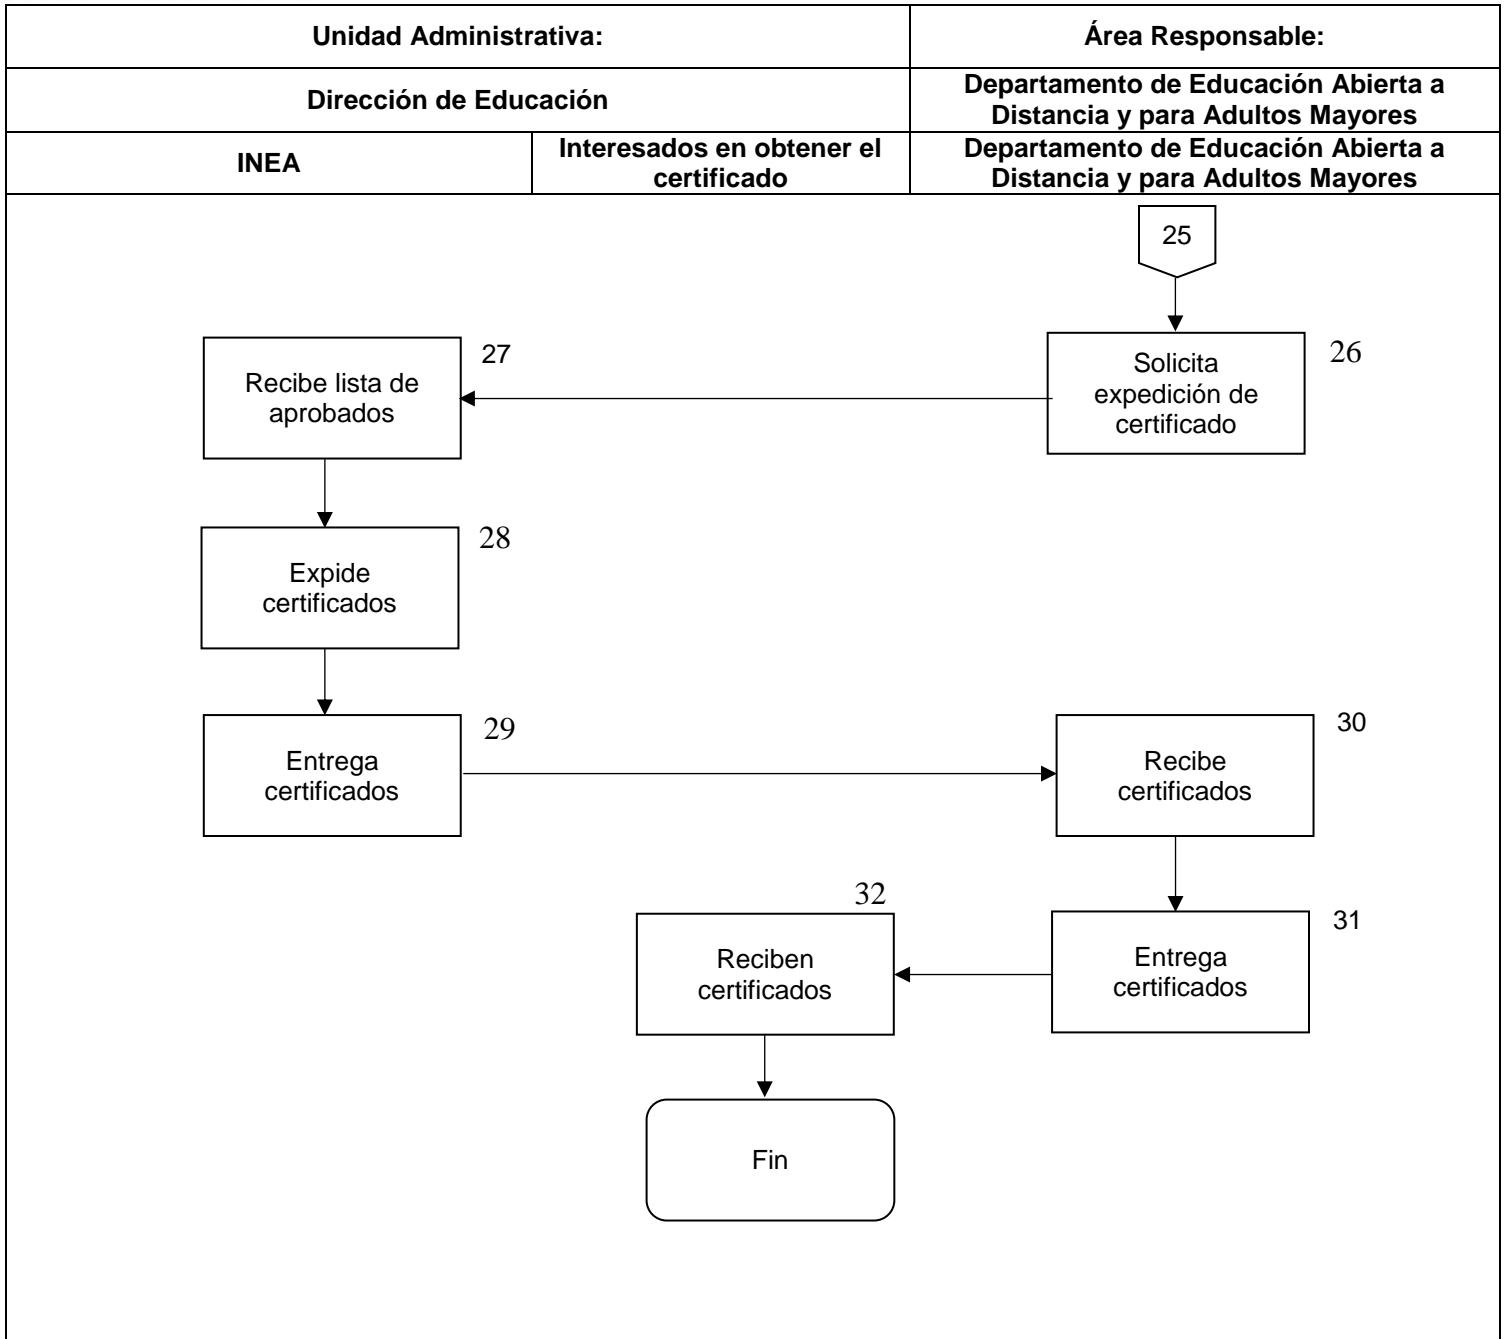 Unidad Administrativa:
Área Responsable:
Dirección de Educación
Departamento de Educación Abierta a
Distancia y para Adultos Mayores
INEA
Interesados en obtener el
certificado
Departamento de Educación Abierta a
Distancia y para Adultos Mayores
25
26
Solicita
expedición de
certificado
27
Recibe lista de
aprobados
28
Expide
certificados
29
Entrega
certificados
30
Recibe
certificados
31
Entrega
certificados
32
Reciben
certificados
Fin